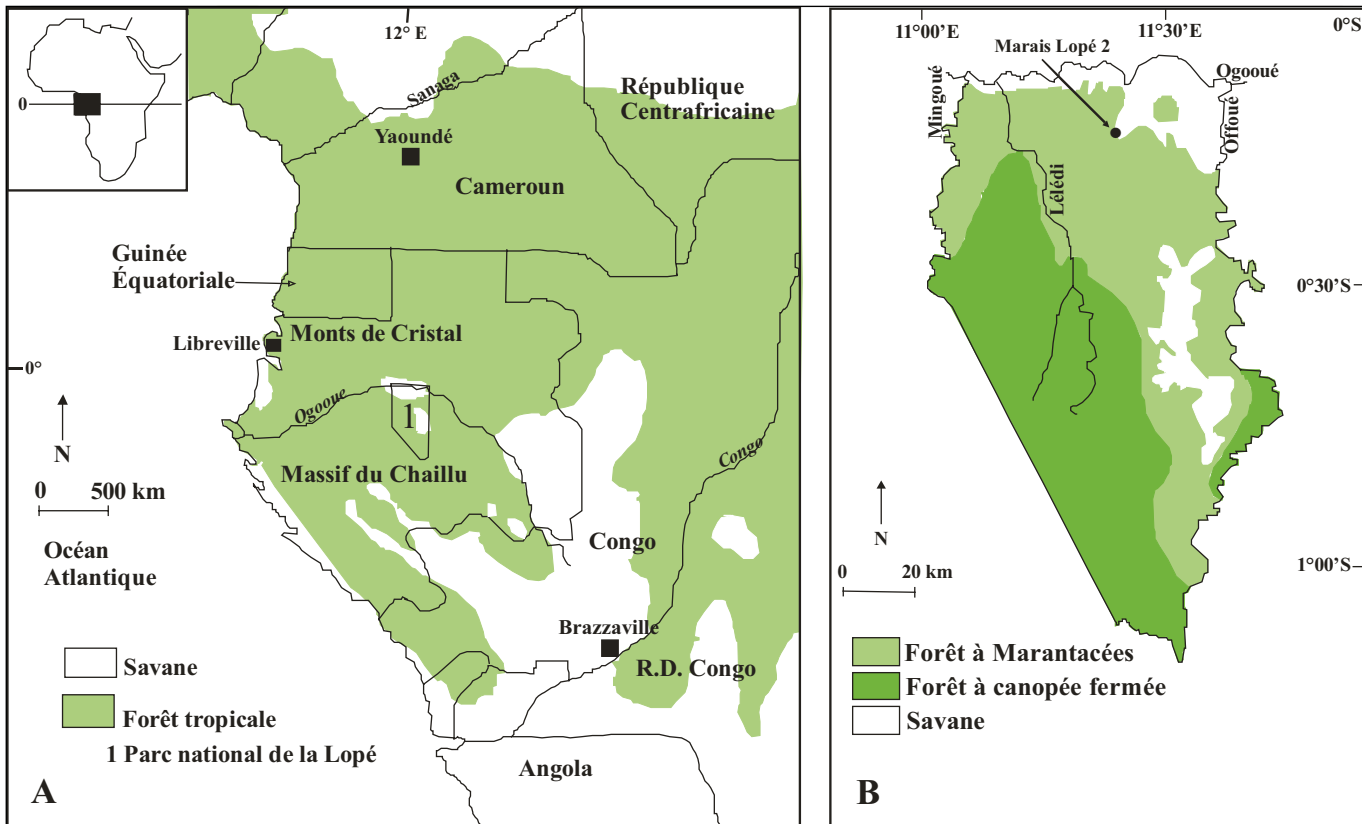 0
12° E
Sanaga
République
Centrafricaine
Yaoundé
Cameroun
Guinée
Équatoriale
Monts de Cristal
Libreville
0°
Ogooue
1
N
0 500 km
Massif du Chaillu
Congo
Congo
Océan
Atlantique
Brazzaville
R.D. Congo
Savane
Forêt tropicale
1 Parc national de la Lopé
Angola
A
11°00’E
11°30’E
0°S
Marais Lopé 2
Ogooué
Mingoué
Offoué
Lélédi
0°30’S
N
0 20 km
1°00’S
Forêt à Marantacées
Forêt à canopée fermée
Savane
B